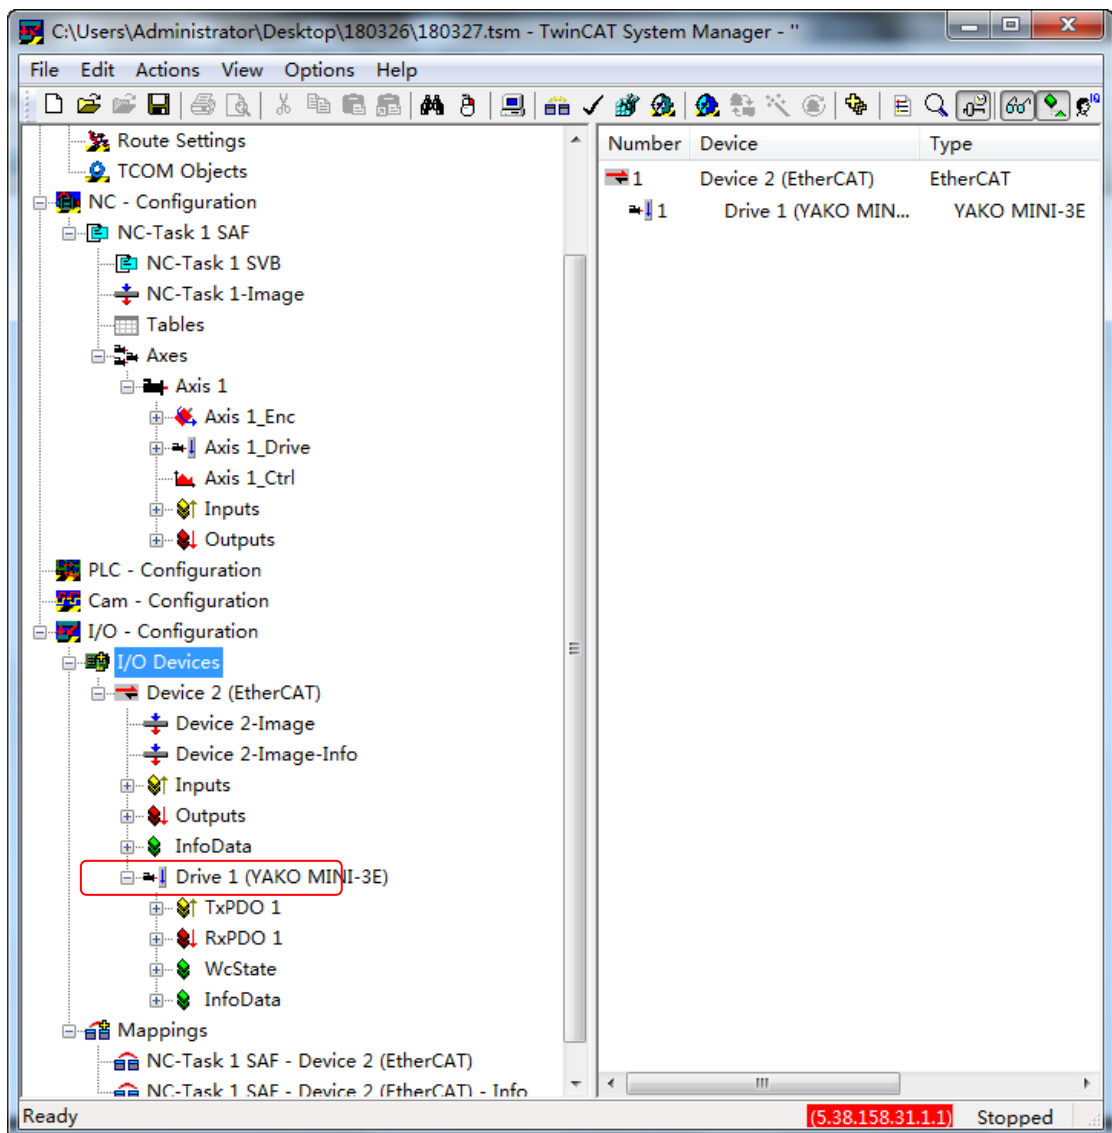 C:\Users\Administrator\Desktop\180326\180327.tsm - TwinCAT System Manager - ''
File Edit Actions View Options Help
Route Settings
TCOM Objects
NC - Configuration
NC-Task 1 SAF
NC-Task 1 SVB
NC-Task 1-Image
Tables
Axes
Axis 1
Axis 1_Enc
Axis 1_Drive
Axis 1_Ctrl
Inputs
Outputs
PLC - Configuration
Cam - Configuration
I/O - Configuration
I/O Devices
Device 2 (EtherCAT)
Device 2-Image
Device 2-Image-Info
Inputs
Outputs
InfoData
Drive 1 (YAKO MINI-3E)
TxPDO 1
RxPDO 1
WcState
InfoData
Mappings
NC-Task 1 SAF - Device 2 (EtherCAT)
NC-Task 1 SAF - Device 2 (EtherCAT) - Info
Number Device Type
1 Device 2 (EtherCAT) EtherCAT
1 Drive 1 (YAKO MIN... YAKO MINI-3E
Ready (5.38.158.31.1.1) Stopped